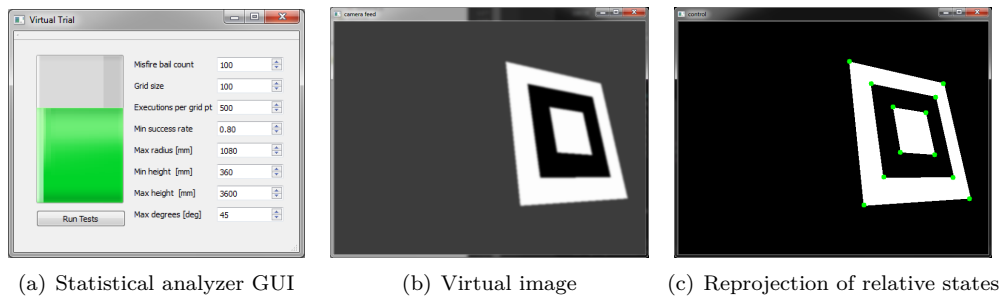 Virtual Trial
Misfire bail count 100
Grid size 100
Executions per grid pt 500
Min success rate 0.80
Max radius [mm] 1080
Min height [mm] 360
Max height [mm] 3600
Max degrees [deg] 45
Run Tests
camera feed
control
(a) Statistical analyzer GUI
(b) Virtual image
(c) Reprojection of relative states